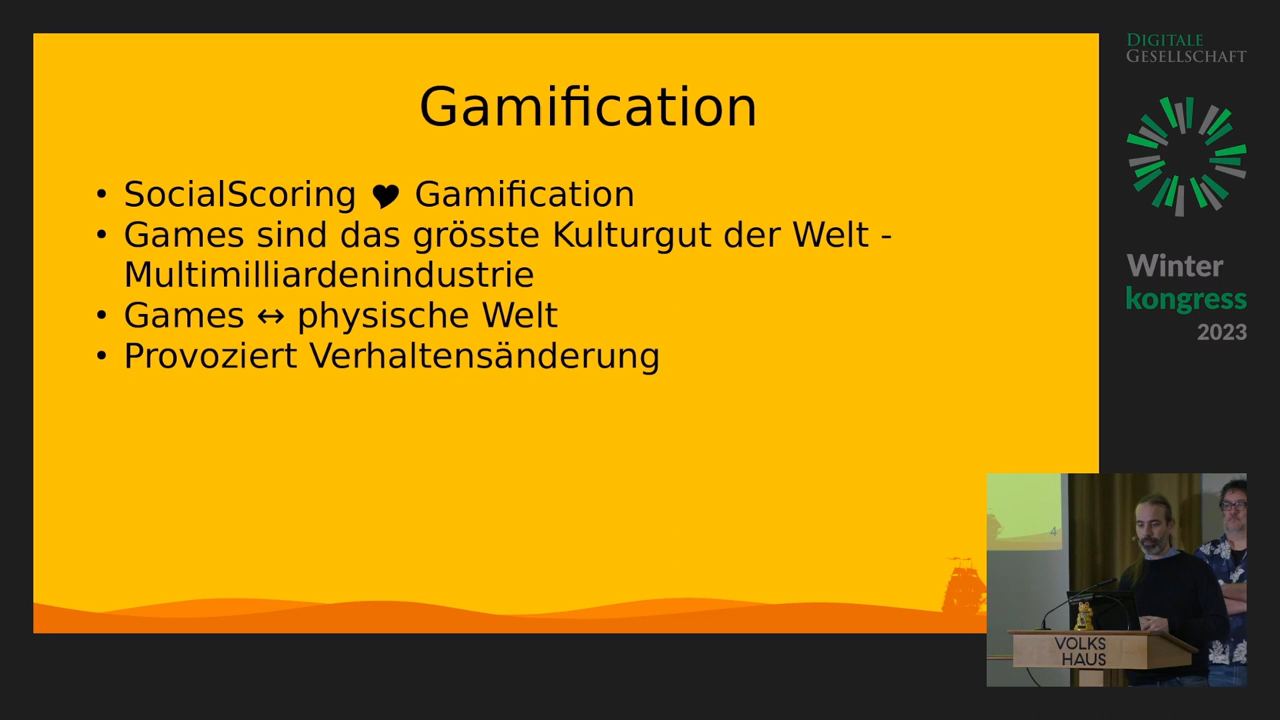 Gamification
• SocialScoring ♥ Gamification
• Games sind das grösste Kulturgut der Welt -
Multimilliardenindustrie
• Games ↔ physische Welt
• Provoziert Verhaltensänderung
DIGITALE
GESELLSCHAFT
Winter
kongress
2023
4
VOLKS
HAUS